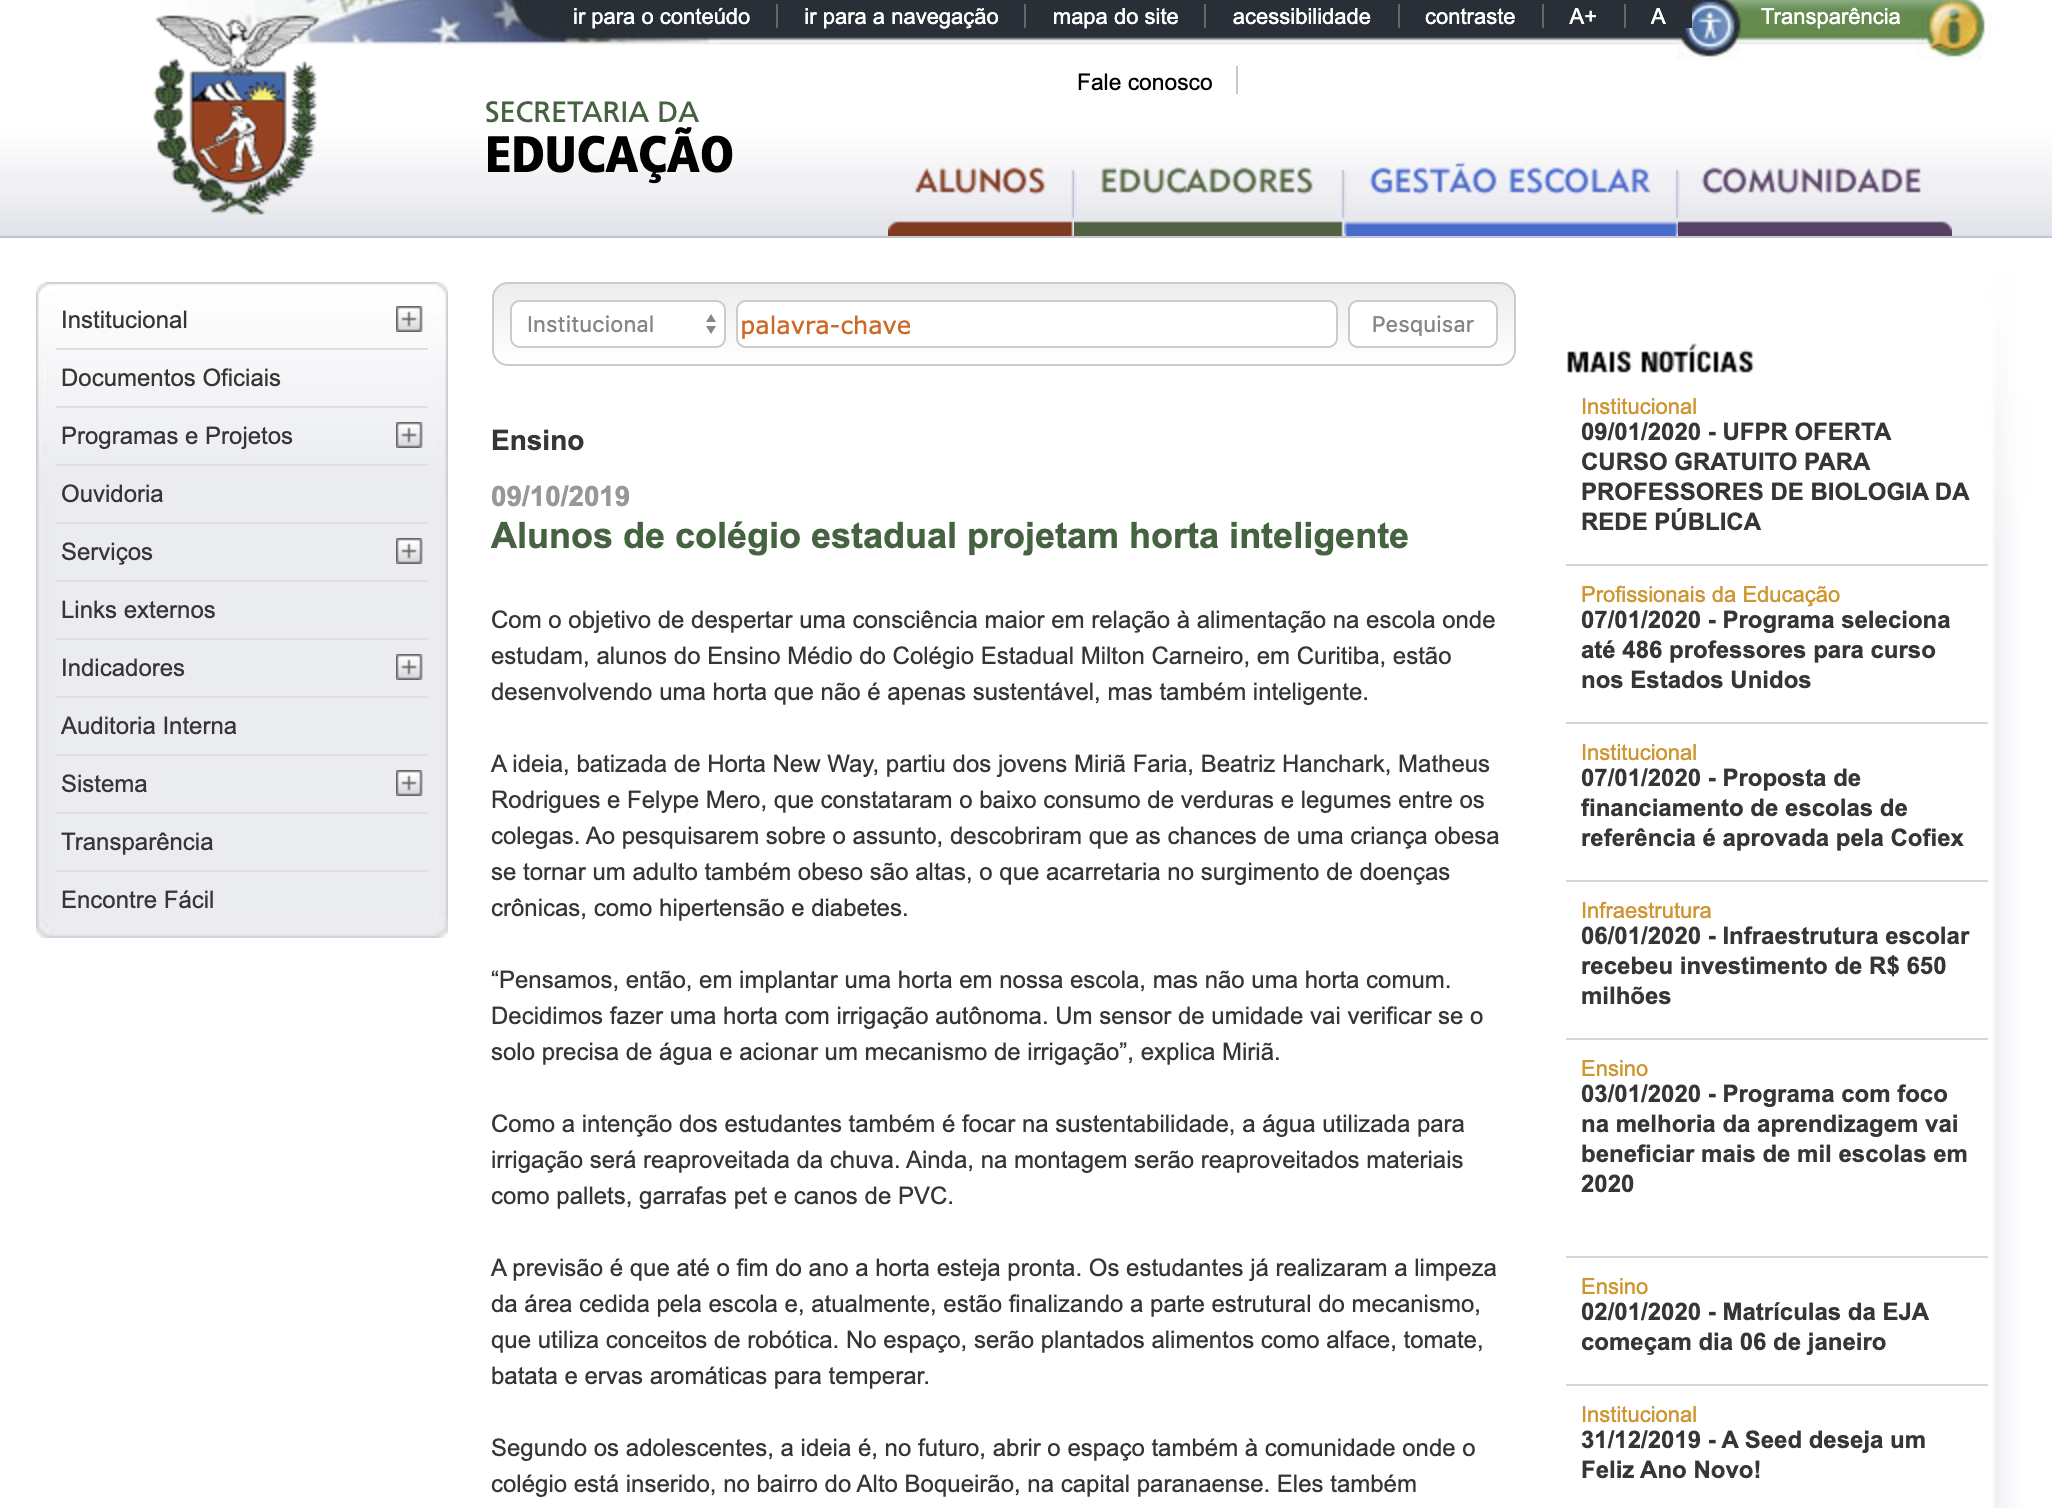 ir para o conteúdo
ir para a navegação
mapa do site
acessibilidade
contraste
A+
A
Transparência
Fale conosco
SECRETARIA DA
EDUCAÇÃO
ALUNOS
EDUCADORES
GESTÃO ESCOLAR
COMUNIDADE
Institucional
Documentos Oficiais
Programas e Projetos
Ouvidoria
Serviços
Links externos
Indicadores
Auditoria Interna
Sistema
Transparência
Encontre Fácil
Institucional
palavra-chave
Pesquisar
Ensino
09/10/2019
Alunos de colégio estadual projetam horta inteligente
Com o objetivo de despertar uma consciência maior em relação à alimentação na escola onde
estudam, alunos do Ensino Médio do Colégio Estadual Milton Carneiro, em Curitiba, estão
desenvolvendo uma horta que não é apenas sustentável, mas também inteligente.
A ideia, batizada de Horta New Way, partiu dos jovens Miriã Faria, Beatriz Hanchark, Matheus
Rodrigues e Felype Mero, que constataram o baixo consumo de verduras e legumes entre os
colegas. Ao pesquisarem sobre o assunto, descobriram que as chances de uma criança obesa
se tornar um adulto também obeso são altas, o que acarretaria no surgimento de doenças
crônicas, como hipertensão e diabetes.
“Pensamos, então, em implantar uma horta em nossa escola, mas não uma horta comum.
Decidimos fazer uma horta com irrigação autônoma. Um sensor de umidade vai verificar se o
solo precisa de água e acionar um mecanismo de irrigação”, explica Miriã.
Como a intenção dos estudantes também é focar na sustentabilidade, a água utilizada para
irrigação será reaproveitada da chuva. Ainda, na montagem serão reaproveitados materiais
como pallets, garrafas pet e canos de PVC.
A previsão é que até o fim do ano a horta esteja pronta. Os estudantes já realizaram a limpeza
da área cedida pela escola e, atualmente, estão finalizando a parte estrutural do mecanismo,
que utiliza conceitos de robótica. No espaço, serão plantados alimentos como alface, tomate,
batata e ervas aromáticas para temperar.
Segundo os adolescentes, a ideia é, no futuro, abrir o espaço também à comunidade onde o
colégio está inserido, no bairro do Alto Boqueirão, na capital paranaense. Eles também
MAIS NOTÍCIAS
Institucional
09/01/2020 - UFPR OFERTA
CURSO GRATUITO PARA
PROFESSORES DE BIOLOGIA DA
REDE PÚBLICA
Profissionais da Educação
07/01/2020 - Programa seleciona
até 486 professores para curso
nos Estados Unidos
Institucional
07/01/2020 - Proposta de
financiamento de escolas de
referência é aprovada pela Cofiex
Infraestrutura
06/01/2020 - Infraestrutura escolar
recebeu investimento de R$ 650
milhões
Ensino
03/01/2020 - Programa com foco
na melhoria da aprendizagem vai
beneficiar mais de mil escolas em
2020
Ensino
02/01/2020 - Matrículas da EJA
começam dia 06 de janeiro
Institucional
31/12/2019 - A Seed deseja um
Feliz Ano Novo!